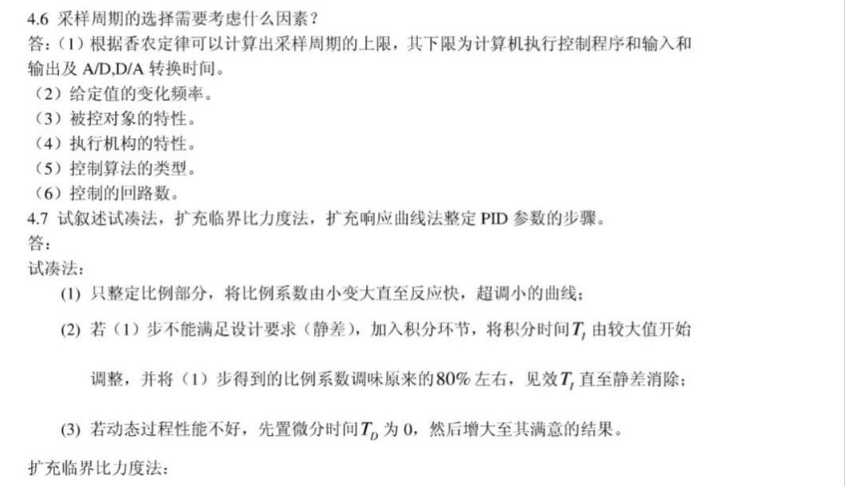 4.6 采样周期的选择需要考虑什么因素？
答：（1）根据香农定律可以计算出采样周期的上限，其下限为计算机执行控制程序和输入和
输出及 A/D,D/A 转换时间。
（2）给定值的变化频率。
（3）被控对象的特性。
（4）执行机构的特性。
（5）控制算法的类型。
（6）控制的回路数。
4.7 试叙述试凑法，扩充临界比力度法，扩充响应曲线法整定 PID 参数的步骤。
答：
试凑法：
(1) 只整定比例部分，将比例系数由小变大直至反应快，超调小的曲线；
(2) 若（1）步不能满足设计要求（静差），加入积分环节，将积分时间T_I 由较大值开始
调整，并将（1）步得到的比例系数调味原来的80%左右，见效T_I 直至静差消除；
(3) 若动态过程性能不好，先置微分时间T_D 为 0，然后增大至其满意的结果。
扩充临界比力度法：